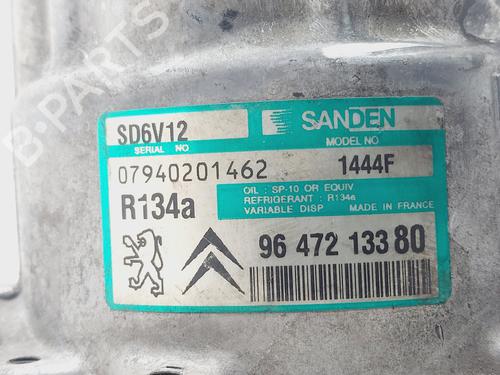 SD6V12
SANDEN
SERIAL NO
MODEL NO
07940201462
1444F
R134a
OIL : SP-10 OR EQUIV
REFRIGERANT : R134a
VARIABLE DISP
MADE IN FRANCE
96 472 133 80
B-PARTS